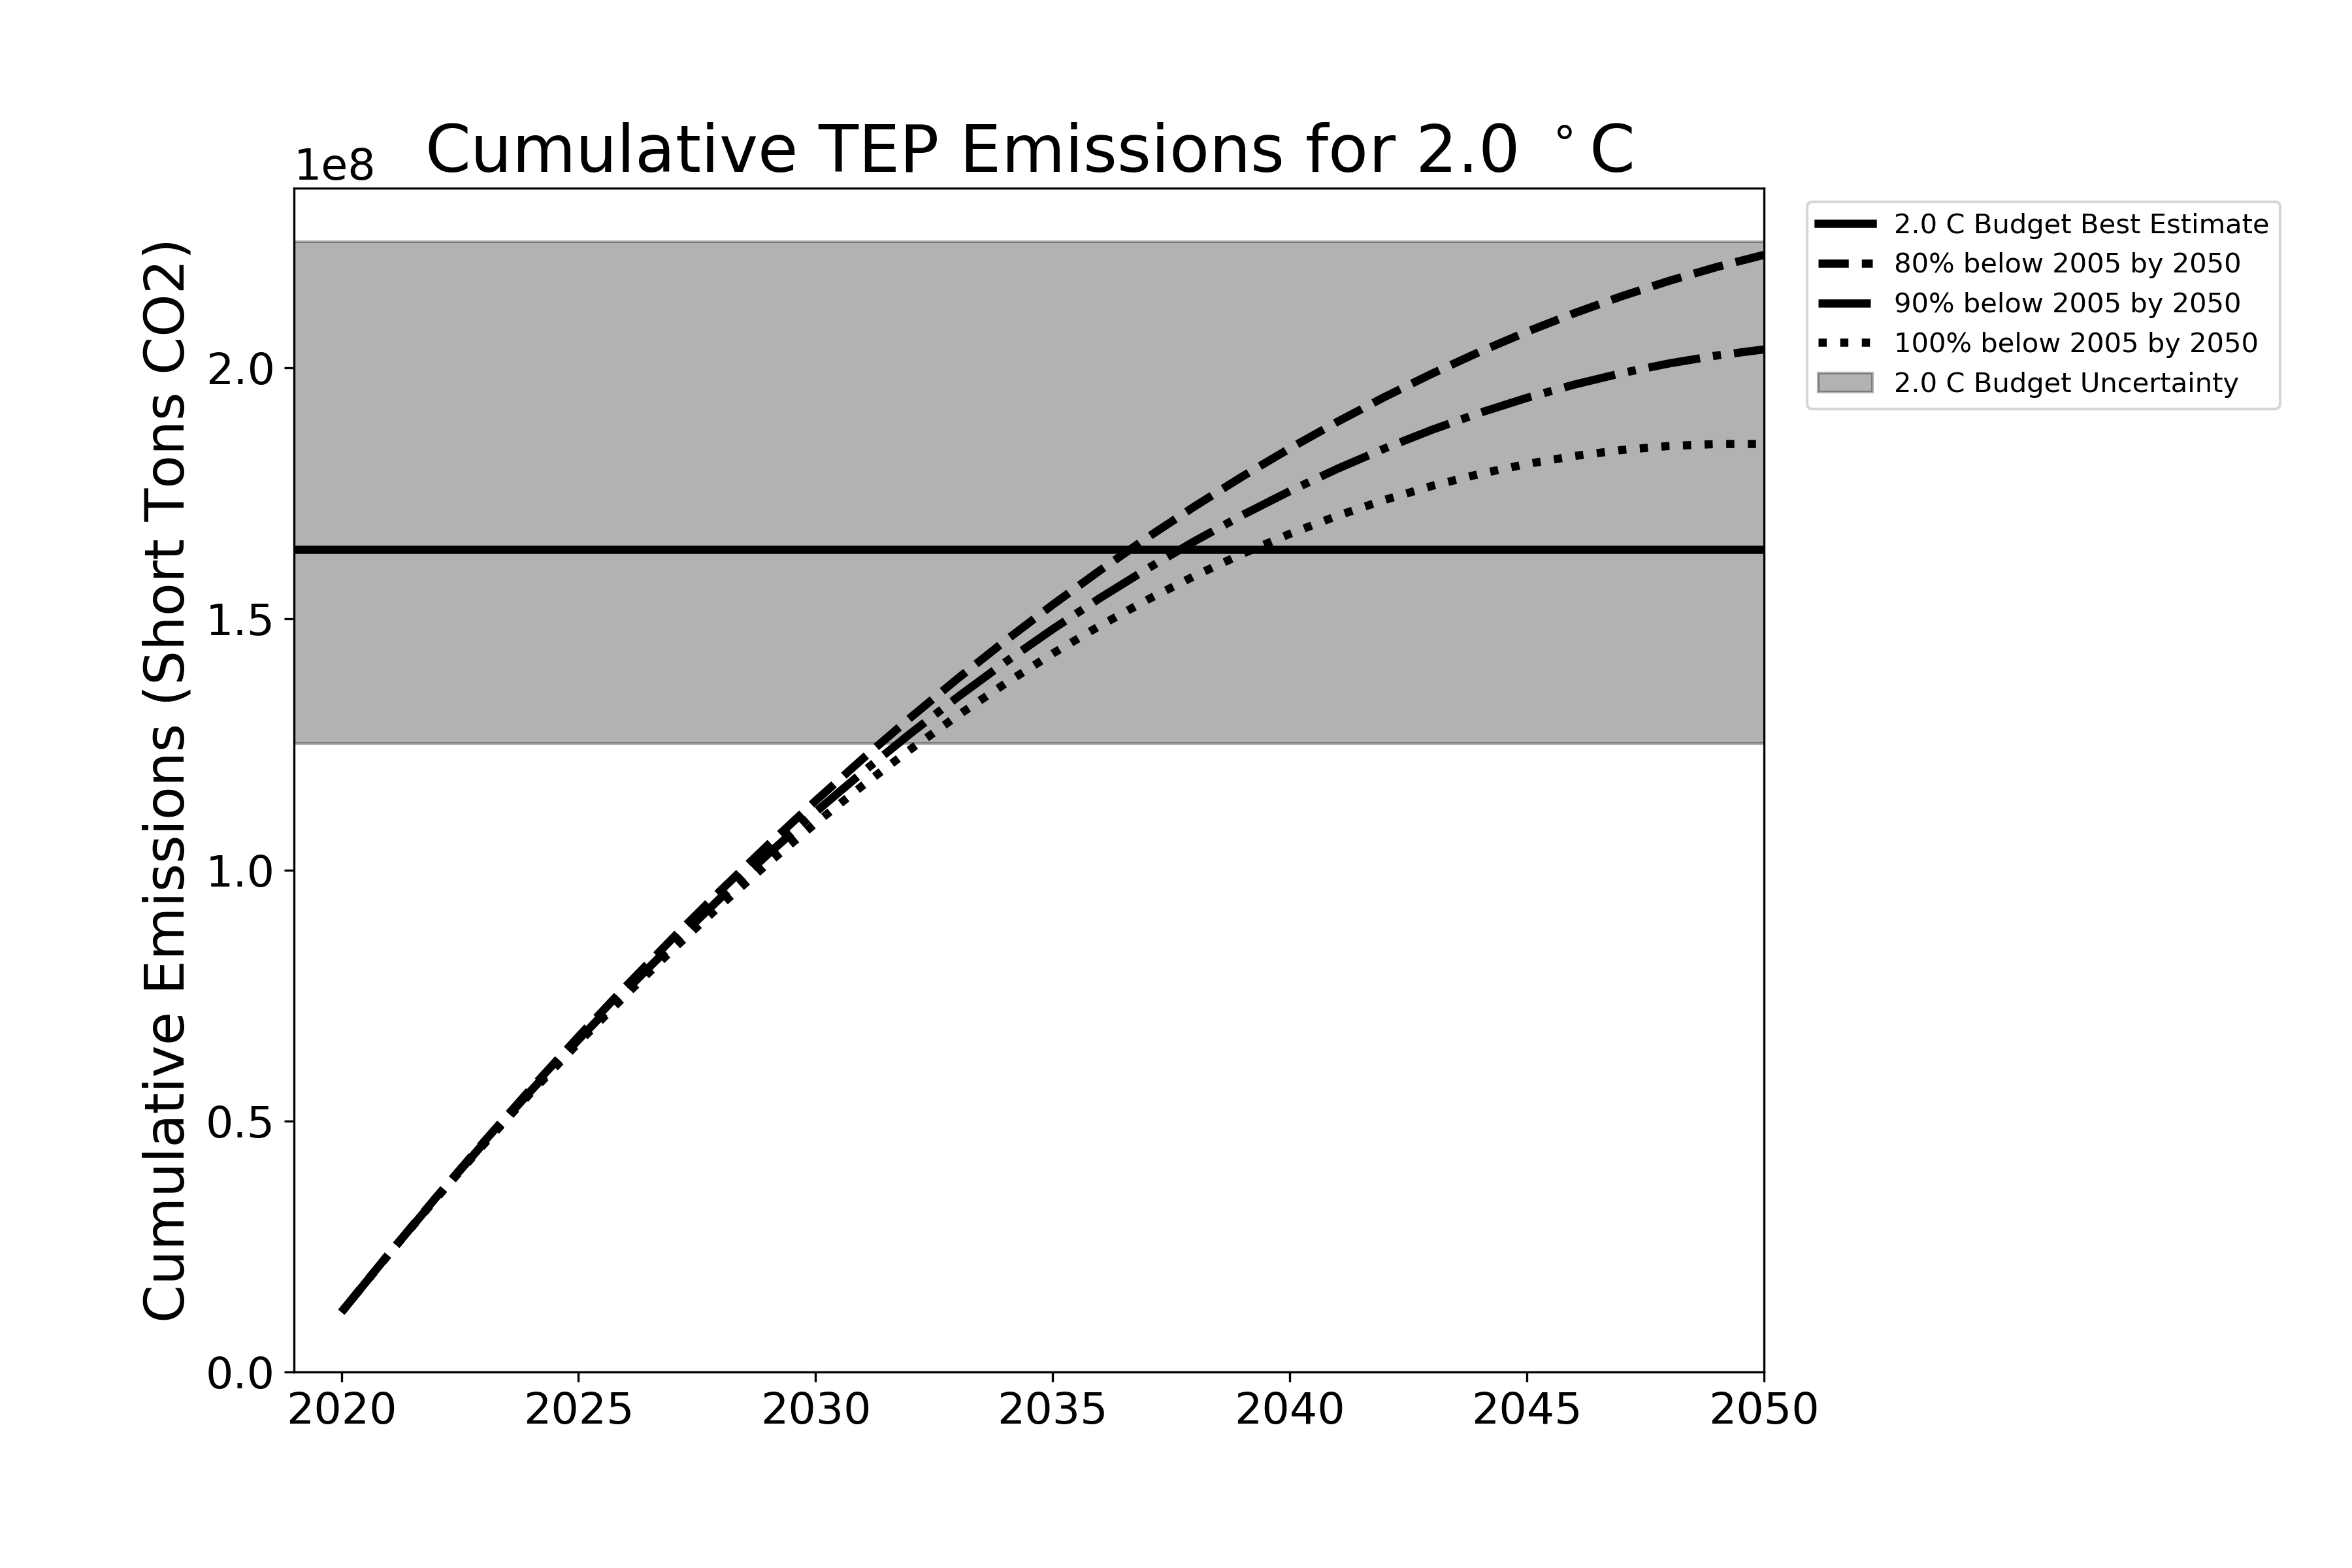 Cumulative TEP Emissions for 2.0 °C
1e8
Cumulative Emissions (Short Tons CO2)
2.0
1.5
1.0
0.5
0.0
2020 2025 2030 2035 2040 2045 2050
2.0 C Budget Best Estimate
80% below 2005 by 2050
90% below 2005 by 2050
100% below 2005 by 2050
2.0 C Budget Uncertainty